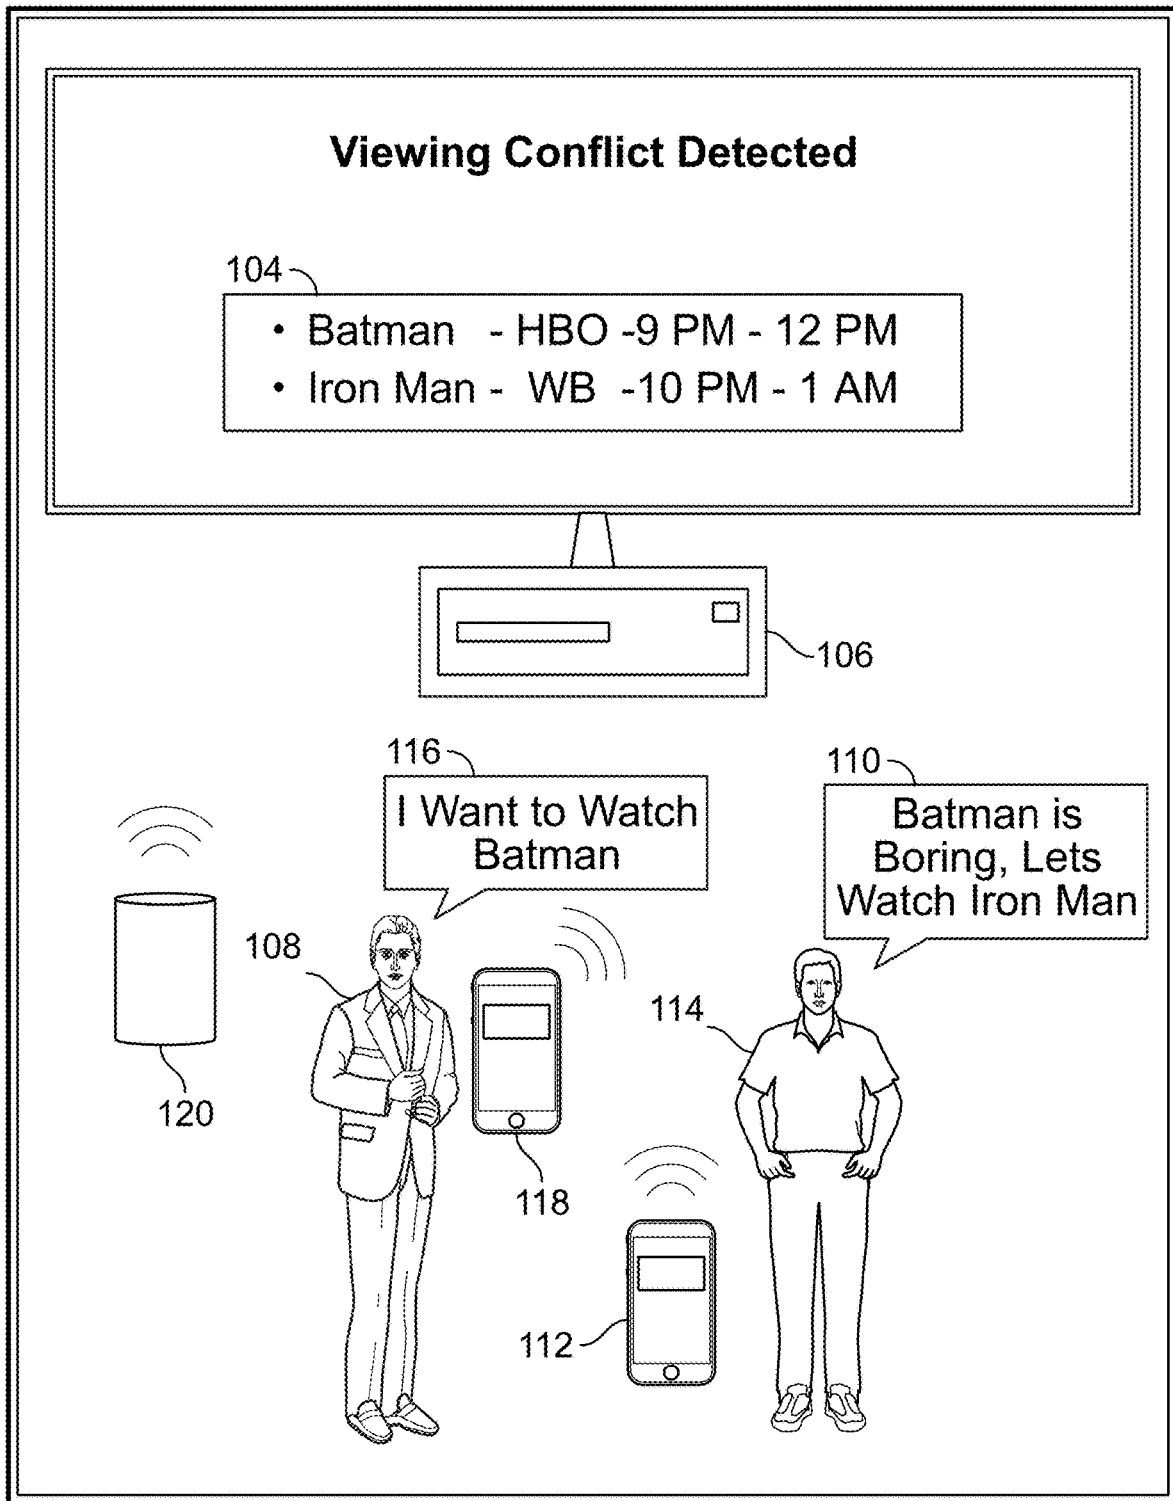 Viewing Conflict Detected
104
• Batman - HBO -9 PM - 12 PM
• Iron Man - WB -10 PM - 1 AM
106
116
I Want to Watch
Batman
110
Batman is
Boring, Lets
Watch Iron Man
108
114
120
118
112